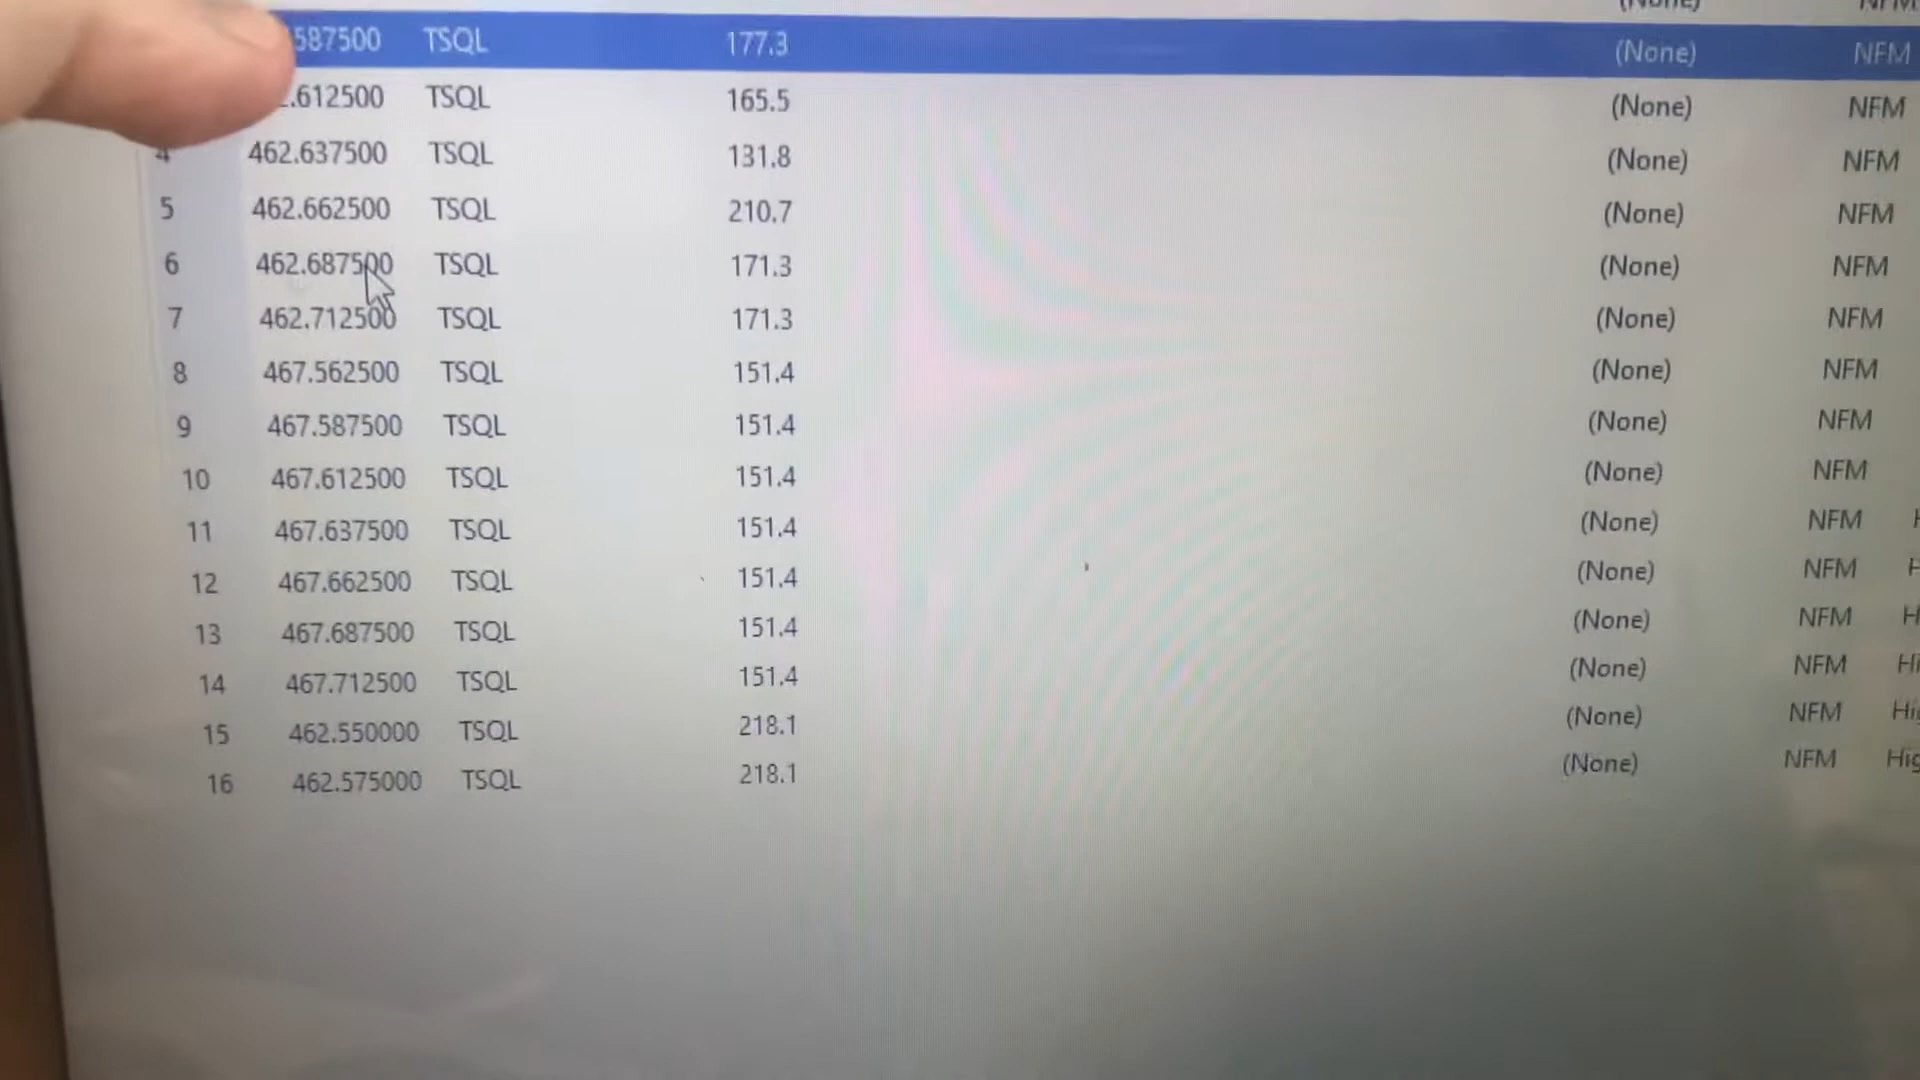 (None) NFM
587500 TSQL 177.3 (None) NFM
.612500 TSQL 165.5 (None) NFM
4 462.637500 TSQL 131.8 (None) NFM
5 462.662500 TSQL 210.7 (None) NFM
6 462.687500 TSQL 171.3 (None) NFM
7 462.712500 TSQL 171.3 (None) NFM
8 467.562500 TSQL 151.4 (None) NFM
9 467.587500 TSQL 151.4 (None) NFM
10 467.612500 TSQL 151.4 (None) NFM
11 467.637500 TSQL 151.4 (None) NFM H
12 467.662500 TSQL 151.4 (None) NFM H
13 467.687500 TSQL 151.4 (None) NFM H
14 467.712500 TSQL 151.4 (None) NFM Hi
15 462.550000 TSQL 218.1 (None) NFM Hi
16 462.575000 TSQL 218.1 (None) NFM Hig